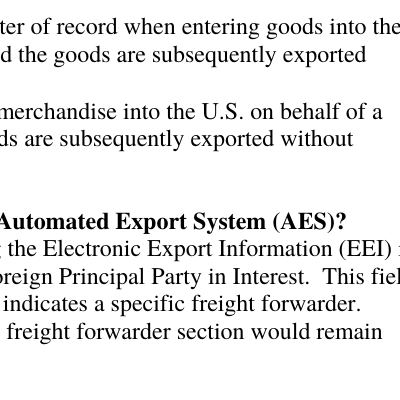 ter of record when entering goods into the
d the goods are subsequently exported
merchandise into the U.S. on behalf of a
ds are subsequently exported without
Automated Export System (AES)?
the Electronic Export Information (EEI)
oreign Principal Party in Interest. This fiel
indicates a specific freight forwarder.
freight forwarder section would remain